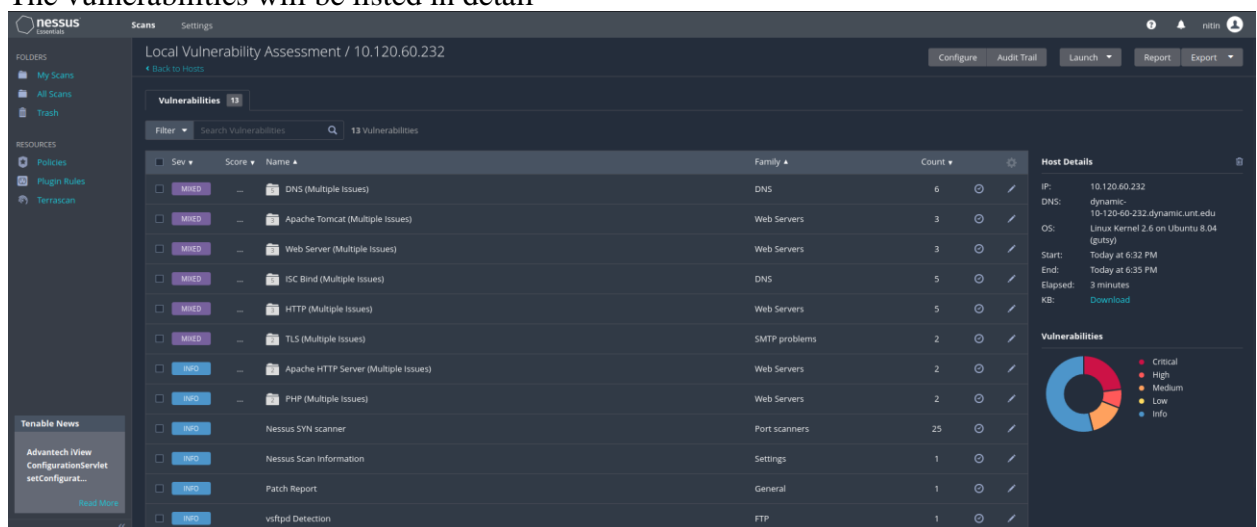 The vulnerabilities will be listed in detail
nessus
Essentials
Scans Settings
nitin
FOLDERS
My Scans
All Scans
Trash
RESOURCES
Policies
Plugin Rules
Terrascan
Tenable News
Advantech iView
ConfigurationServlet
setConfigurat...
Read More
Local Vulnerability Assessment / 10.120.60.232
Back to Hosts
Configure Audit Trail Launch Report Export
Vulnerabilities 13
Filter Search Vulnerabilities 13 Vulnerabilities
Sev Score Name Family Count
MIXED ... 5 DNS (Multiple Issues) DNS 6
MIXED ... 3 Apache Tomcat (Multiple Issues) Web Servers 3
MIXED ... 3 Web Server (Multiple Issues) Web Servers 3
MIXED ... 5 ISC Bind (Multiple Issues) DNS 5
MIXED ... 3 HTTP (Multiple Issues) Web Servers 5
MIXED ... 2 TLS (Multiple Issues) SMTP problems 2
INFO ... 2 Apache HTTP Server (Multiple Issues) Web Servers 2
INFO ... 2 PHP (Multiple Issues) Web Servers 2
INFO Nessus SYN scanner Port scanners 25
INFO Nessus Scan Information Settings 1
INFO Patch Report General 1
INFO vsftpd Detection FTP 1
Host Details
IP: 10.120.60.232
DNS: dynamic-
10-120-60-232.dynamic.unt.edu
OS: Linux Kernel 2.6 on Ubuntu 8.04
(gutsy)
Start: Today at 6:32 PM
End: Today at 6:35 PM
Elapsed: 3 minutes
KB: Download
Vulnerabilities
Critical
High
Medium
Low
Info